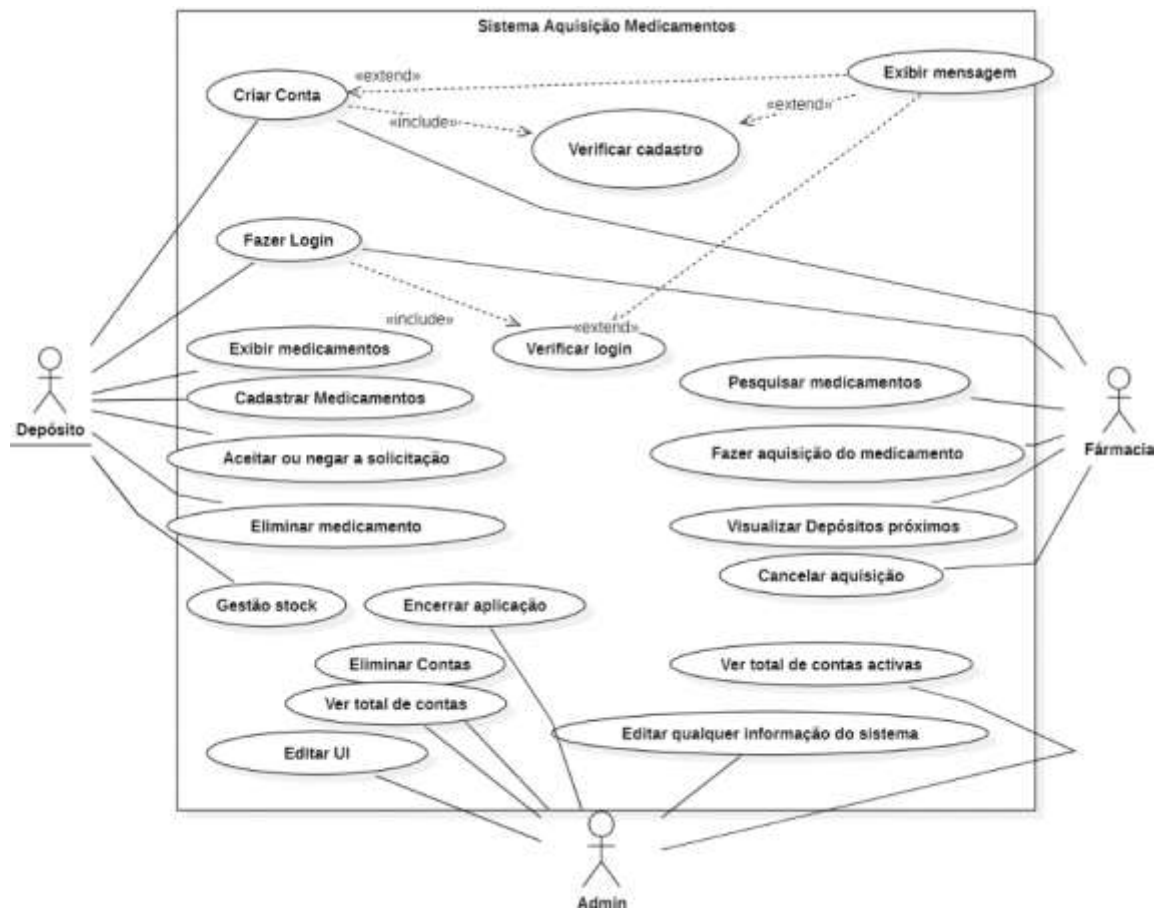 Sistema Aquisição Medicamentos
«extend»
Exibir mensagem
Criar Conta
«extend»
«include»
Verificar cadastro
Fazer Login
«include»
«extend»
Exibir medicamentos
Verificar login
Pesquisar medicamentos
Cadastrar Medicamentos
Depósito
Fármacia
Aceitar ou negar a solicitação
Fazer aquisição do medicamento
Eliminar medicamento
Visualizar Depósitos próximos
Cancelar aquisição
Gestão stock
Encerrar aplicação
Eliminar Contas
Ver total de contas activas
Ver total de contas
Editar qualquer informação do sistema
Editar UI
Admin